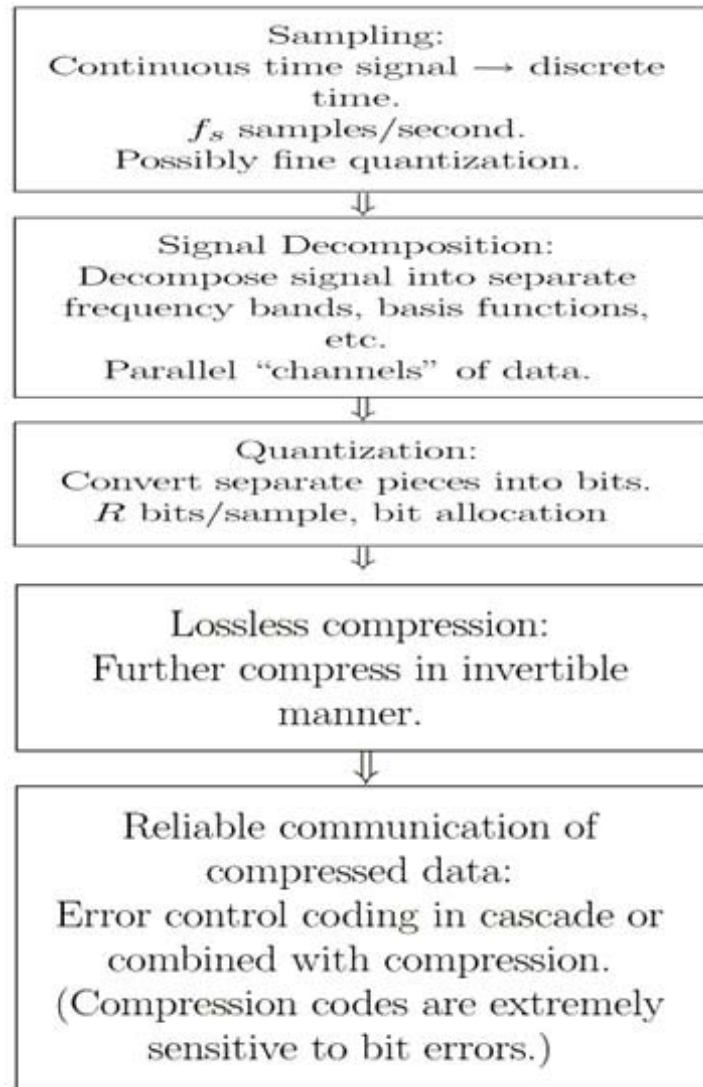 Sampling:
Continuous time signal → discrete
time.
f_s samples/second.
Possibly fine quantization.
Signal Decomposition:
Decompose signal into separate
frequency bands, basis functions,
etc.
Parallel “channels” of data.
Quantization:
Convert separate pieces into bits.
R bits/sample, bit allocation
Lossless compression:
Further compress in invertible
manner.
Reliable communication of
compressed data:
Error control coding in cascade or
combined with compression.
(Compression codes are extremely
sensitive to bit errors.)